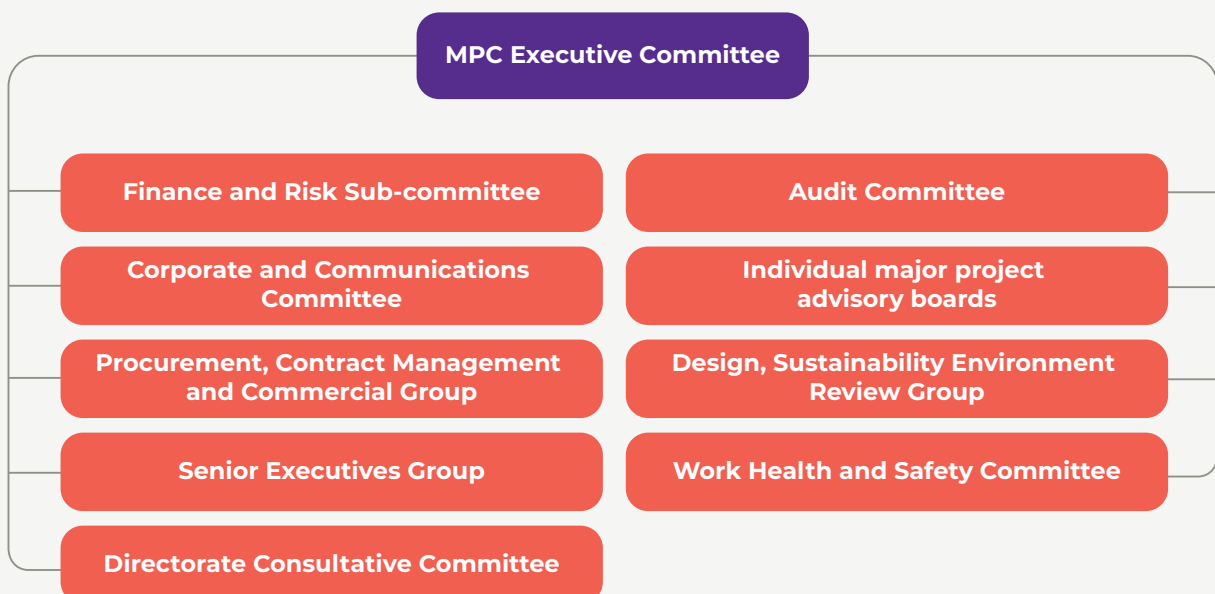 MPC Executive Committee
Finance and Risk Sub-committee
Audit Committee
Corporate and Communications
Committee
Individual major project
advisory boards
Procurement, Contract Management
and Commercial Group
Design, Sustainability Environment
Review Group
Senior Executives Group
Work Health and Safety Committee
Directorate Consultative Committee